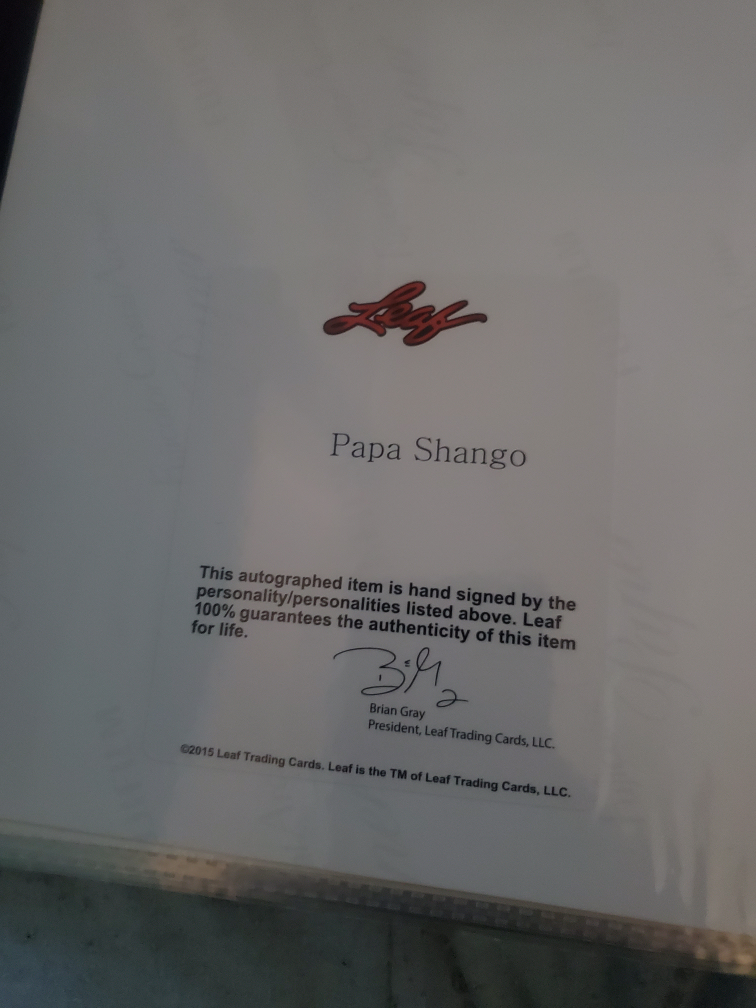 Leaf
Papa Shango
This autographed item is hand signed by the
personality/personalities listed above. Leaf
100% guarantees the authenticity of this item
for life.
Brian Gray
President, Leaf Trading Cards, LLC.
©2015 Leaf Trading Cards. Leaf is the TM of Leaf Trading Cards, LLC.